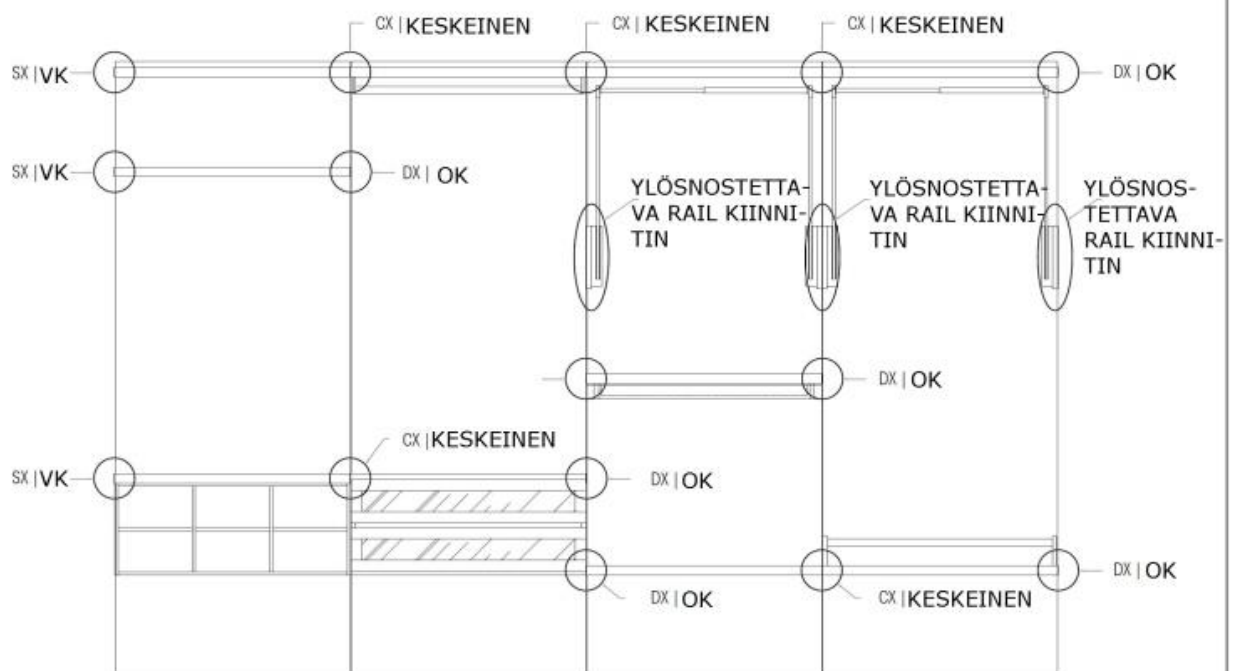 CX | KESKEINEN
CX | KESKEINEN
CX | KESKEINEN
SX | VK
DX | OK
SX | VK
DX | OK
YLÖSNOSTETTA-
VA RAIL KIINNI-
TIN
YLÖSNOSTETTA-
VA RAIL KIINNI-
TIN
YLÖSNOS-
TETTAVA
RAIL KIINNI-
TIN
DX | OK
CX | KESKEINEN
SX | VK
DX | OK
DX | OK
DX | OK
CX | KESKEINEN